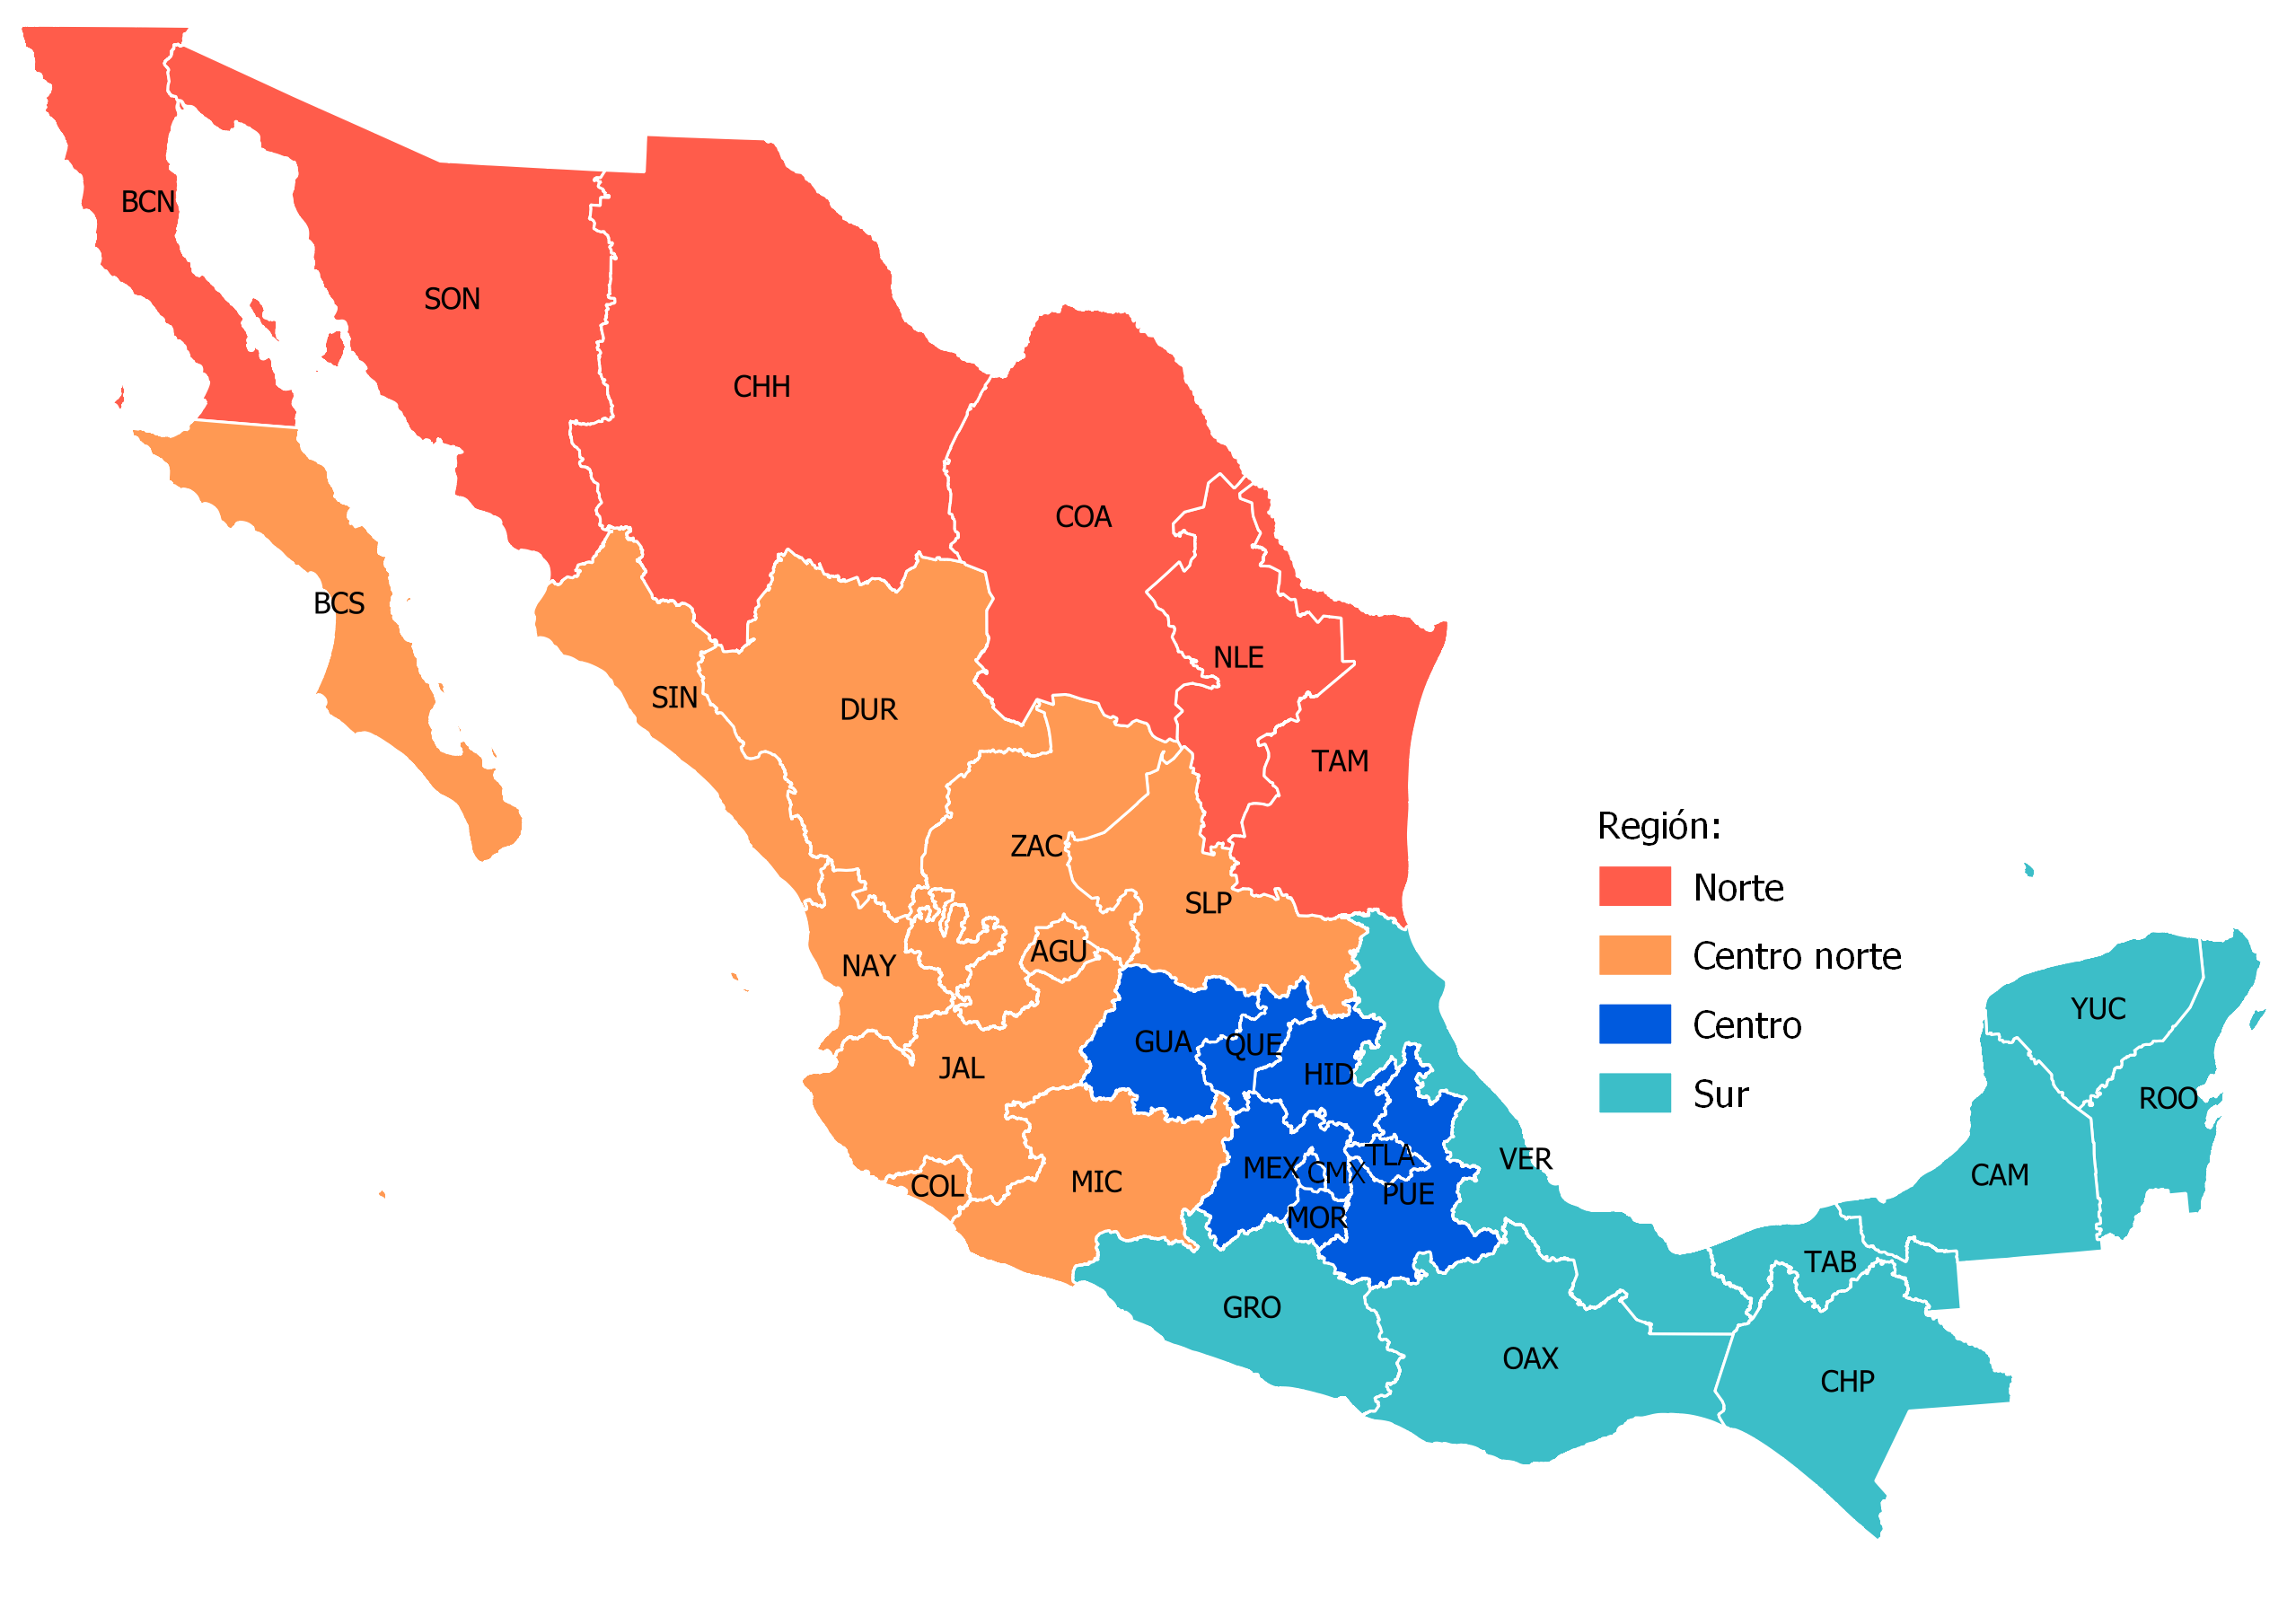 BCN
SON
CHH
COA
BCS
NLE
SIN
DUR
TAM
Región:
ZAC
Norte
SLP
AGU
Centro norte
NAY
YUC
Centro
GUA
QUE
JAL
HID
Sur
ROO
TLA
VER
MEX
CMX
CAM
MIC
COL
PUE
MOR
TAB
GRO
OAX
CHP